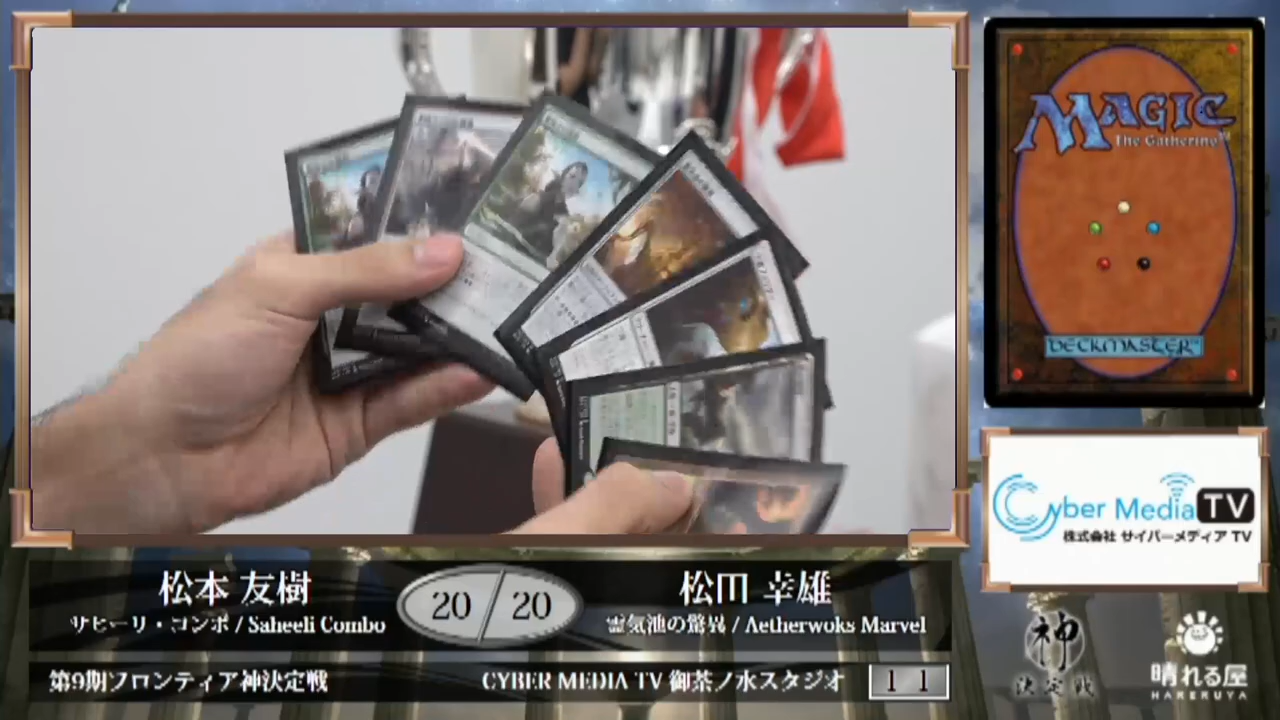 MAGIC
The Gathering
DECKMASTER
Cyber Media TV
株式会社 サイバーメディア TV
松本 友樹
20 / 20
松田 幸雄
サヒーリ・コンボ / Saheeli Combo
霊気池の驚異 / Aetherwoks Marvel
第9期フロンティア神決定戦
CYBER MEDIA TV 御茶ノ水スタジオ
1 1
神
決定戦
晴れる屋
HARERUYA